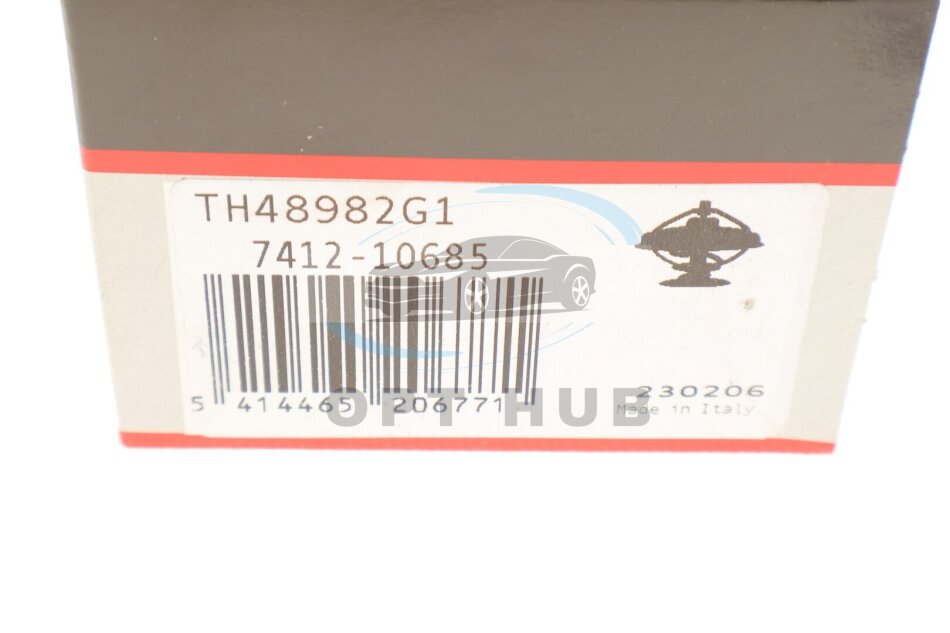 TH48982G1
7412-10685
5 414465 206771
OPT HUB
230206
Made in Italy